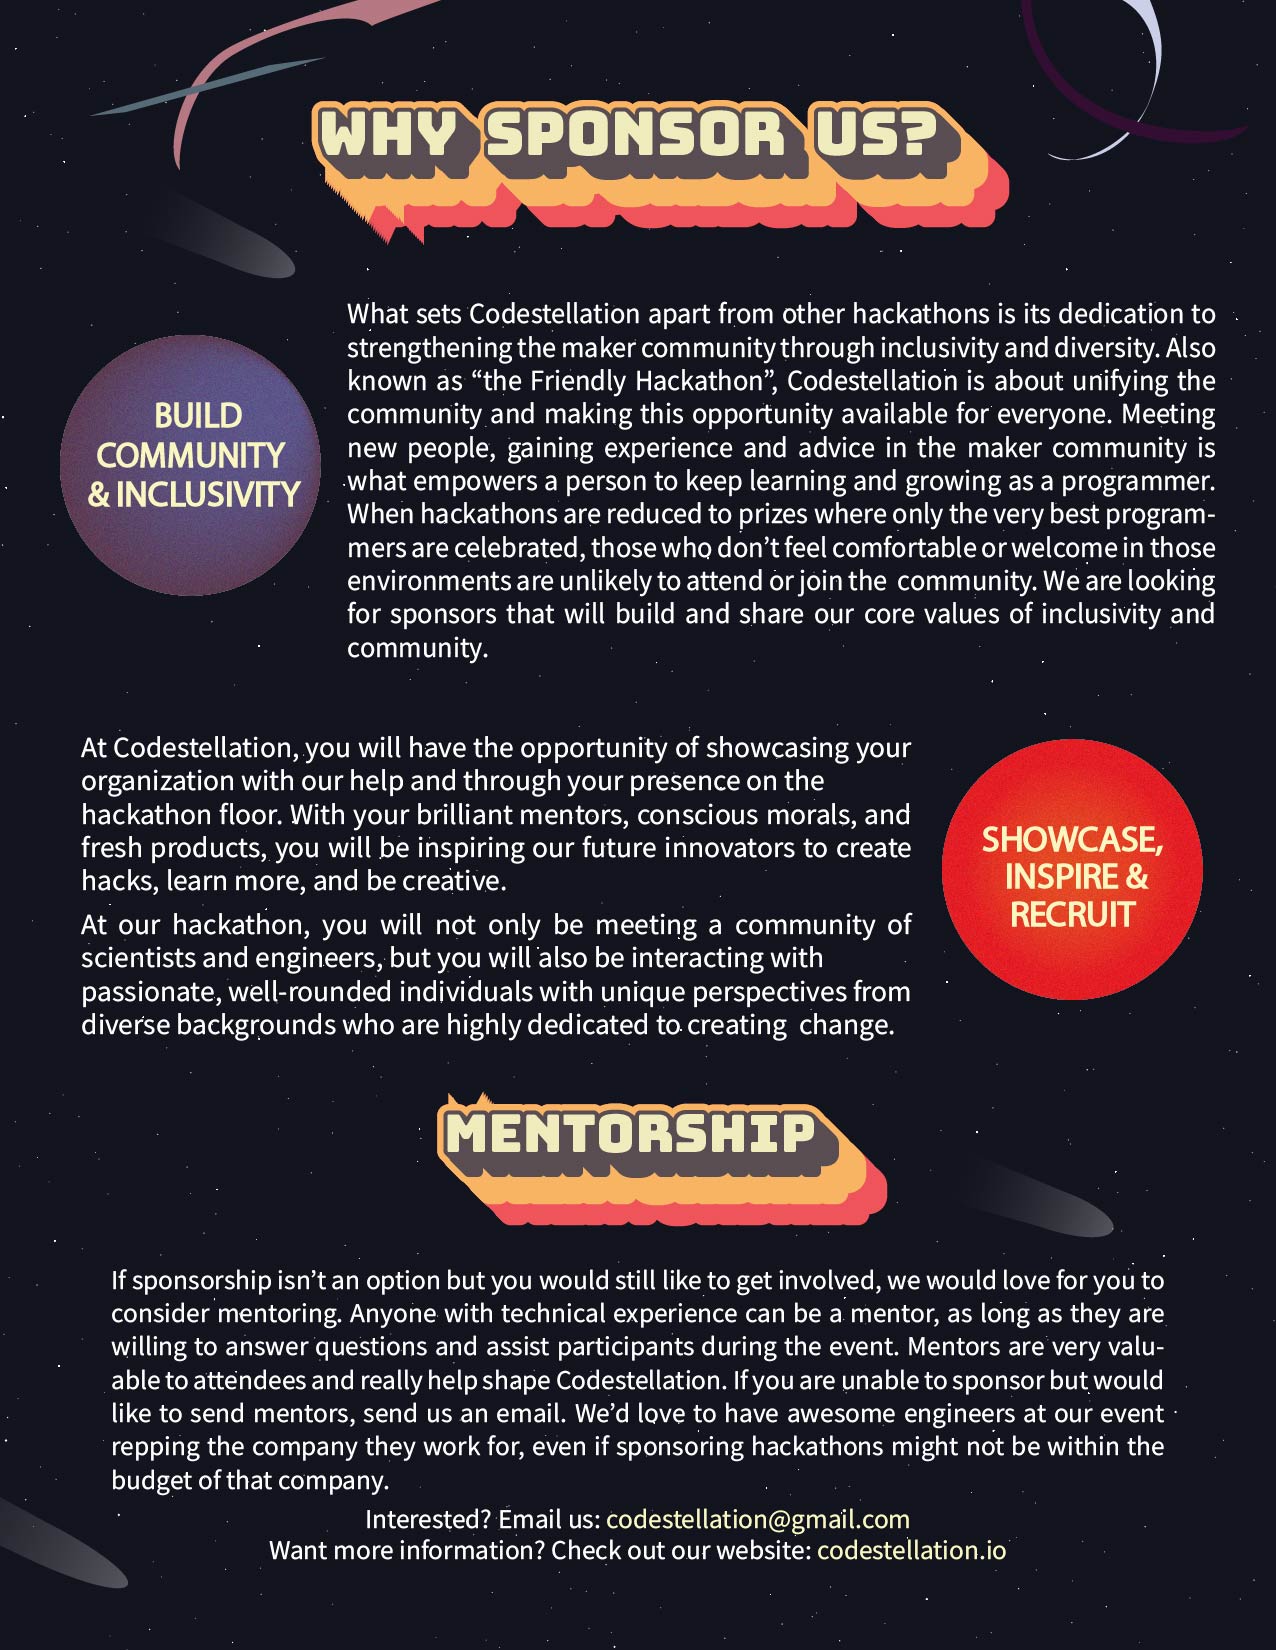 WHY SPONSOR US?
BUILD
COMMUNITY
& INCLUSIVITY
What sets Codestellation apart from other hackathons is its dedication to
strengthening the maker community through inclusivity and diversity. Also
known as “the Friendly Hackathon”, Codestellation is about unifying the
community and making this opportunity available for everyone. Meeting
new people, gaining experience and advice in the maker community is
what empowers a person to keep learning and growing as a programmer.
When hackathons are reduced to prizes where only the very best program-
mers are celebrated, those who don’t feel comfortable or welcome in those
environments are unlikely to attend or join the community. We are looking
for sponsors that will build and share our core values of inclusivity and
community.
At Codestellation, you will have the opportunity of showcasing your
organization with our help and through your presence on the
hackathon floor. With your brilliant mentors, conscious morals, and
fresh products, you will be inspiring our future innovators to create
hacks, learn more, and be creative.
At our hackathon, you will not only be meeting a community of
scientists and engineers, but you will also be interacting with
passionate, well-rounded individuals with unique perspectives from
diverse backgrounds who are highly dedicated to creating change.
SHOWCASE,
INSPIRE &
RECRUIT
MENTORSHIP
If sponsorship isn’t an option but you would still like to get involved, we would love for you to
consider mentoring. Anyone with technical experience can be a mentor, as long as they are
willing to answer questions and assist participants during the event. Mentors are very valu-
able to attendees and really help shape Codestellation. If you are unable to sponsor but would
like to send mentors, send us an email. We’d love to have awesome engineers at our event
repping the company they work for, even if sponsoring hackathons might not be within the
budget of that company.
Interested? Email us: codestellation@gmail.com
Want more information? Check out our website: codestellation.io